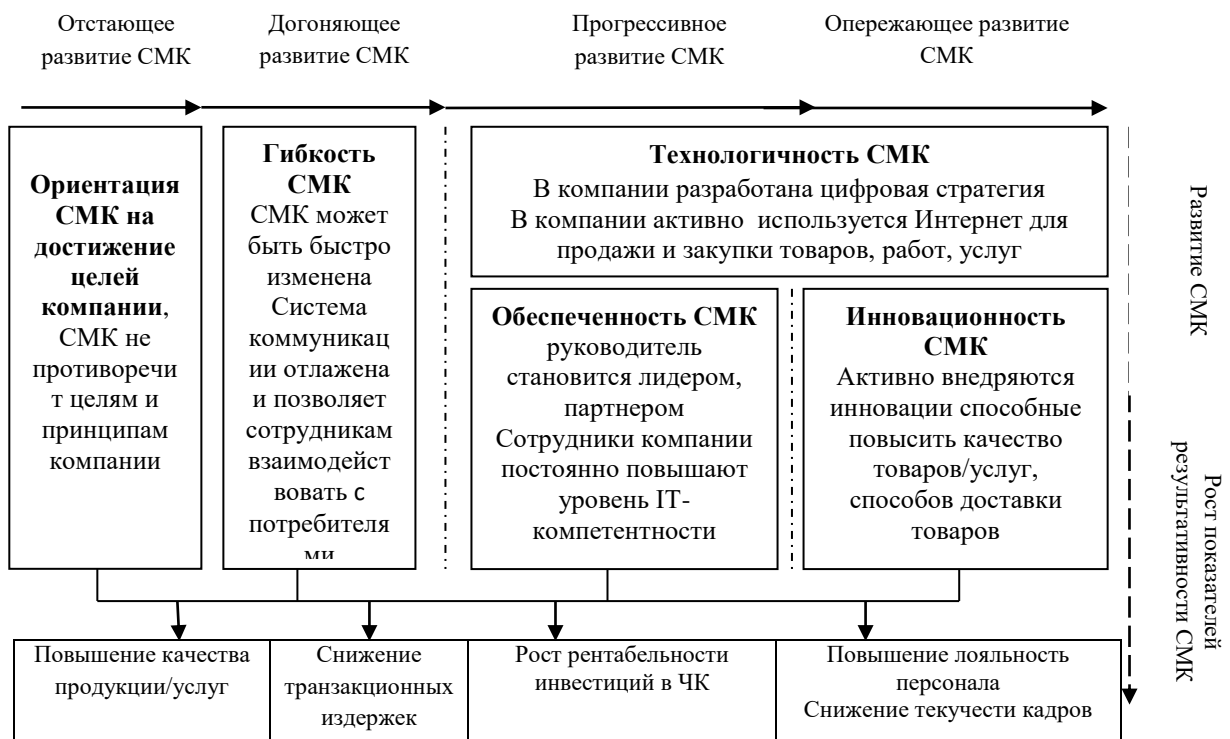 Отстающее
развитие СМК
Догоняющее
развитие СМК
Прогрессивное
развитие СМК
Опережающее развитие
СМК
Ориентация
СМК на
достижение
целей
компании,
СМК не
противоречи
т целям и
принципам
компании
Гибкость
СМК
СМК может
быть быстро
изменена
Система
коммуникац
ии отлажена
и позволяет
сотрудникам
взаимодейст
вовать с
потребителя
ми
Технологичность СМК
В компании разработана цифровая стратегия
В компании активно используется Интернет для
продажи и закупки товаров, работ, услуг
Обеспеченность СМК
руководитель
становится лидером,
партнером
Сотрудники компании
постоянно повышают
уровень IT-
компетентности
Инновационность
СМК
Активно внедряются
инновации способные
повысить качество
товаров/услуг,
способов доставки
товаров
Развитие СМК
Рост показателей
результативности СМК
Повышение качества
продукции/услуг
Снижение
транзакционных
издержек
Рост рентабельности
инвестиций в ЧК
Повышение лояльность
персонала
Снижение текучести кадров